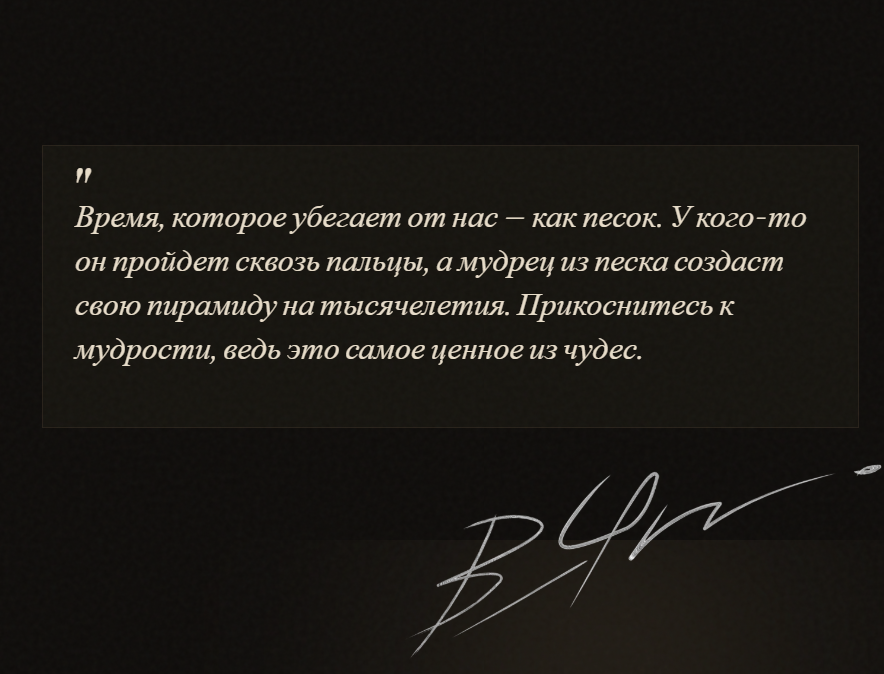 "
Время, которое убегает от нас – как песок. У кого-то
он пройдет сквозь пальцы, а мудрец из песка создаст
свою пирамиду на тысячелетия. Прикоснитесь к
мудрости, ведь это самое ценное из чудес.